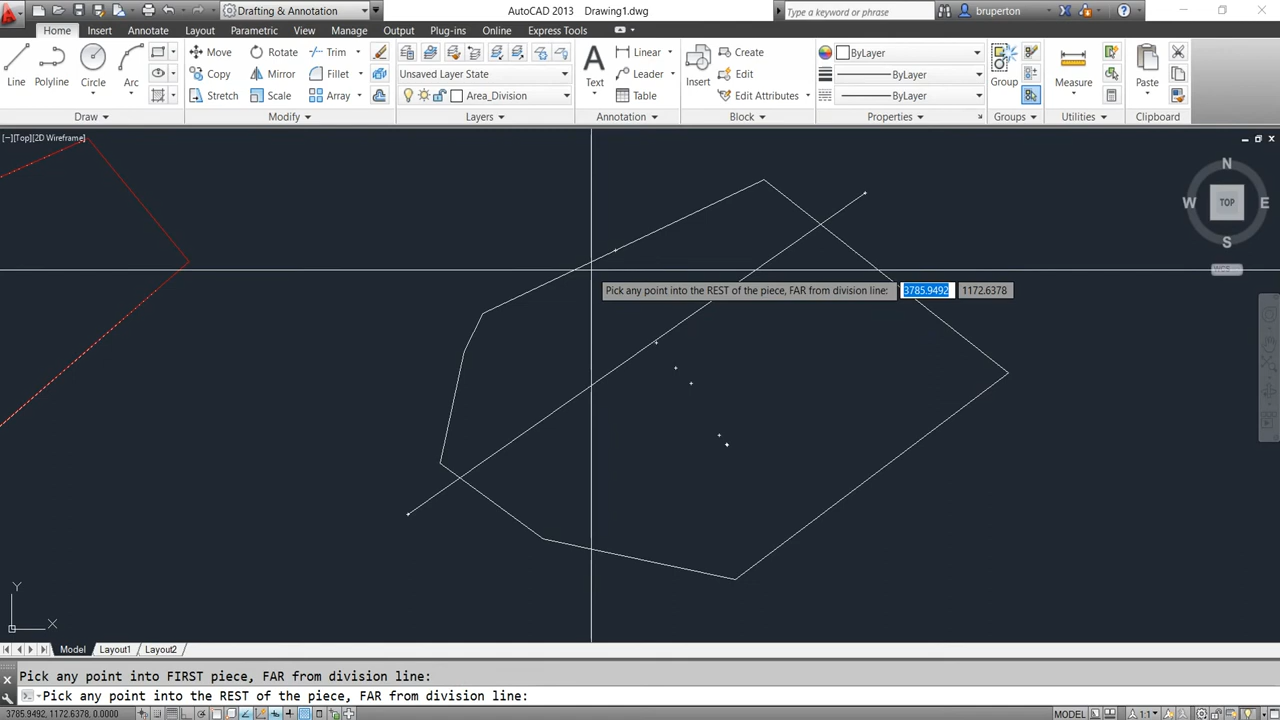 Drafting & Annotation
AutoCAD 2013 Drawing1.dwg
Type a keyword or phrase
bruperton
Home Insert Annotate Layout Parametric View Manage Output Plug-ins Online Express Tools
Line Polyline Circle Arc
Move Rotate Trim
Copy Mirror Fillet
Stretch Scale Array
Unsaved Layer State
Area_Division
Text
Linear
Leader
Table
Insert
Create
Edit
Edit Attributes
ByLayer
ByLayer
ByLayer
Group
Measure
Paste
Draw Modify Layers Annotation Block Properties Groups Utilities Clipboard
[−][Top][2D Wireframe]
N
W TOP E
S
WCS
Pick any point into the REST of the piece, FAR from division line: 3785.9492 1172.6378
Y
X
Model Layout1 Layout2
Pick any point into FIRST piece, FAR from division line:
Pick any point into the REST of the piece, FAR from division line:
3785.9492, 1172.6378, 0.0000
MODEL 1:1